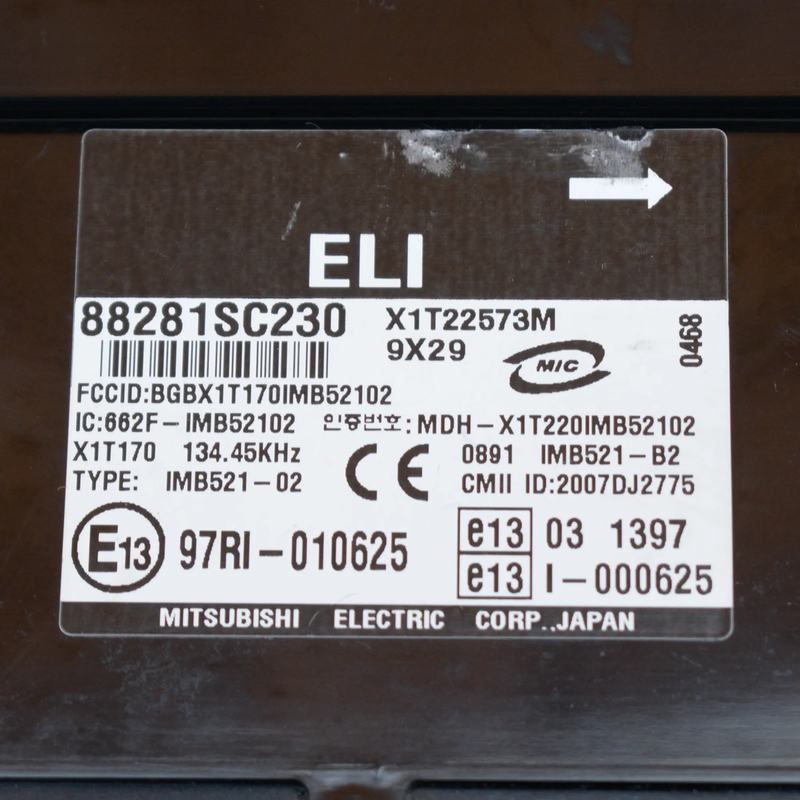 ELI
88281SC230 X1T22573M
9X29
MIC
0468
FCCID:BGBX1T170IMB52102
IC:662F-IMB52102 인증번호:MDH-X1T220IMB52102
X1T170 134.45KHz CE 0891 IMB521-B2
TYPE: IMB521-02 CMII ID:2007DJ2775
E13 97RI-010625 e13 03 1397
e13 I-000625
MITSUBISHI ELECTRIC CORP.,JAPAN